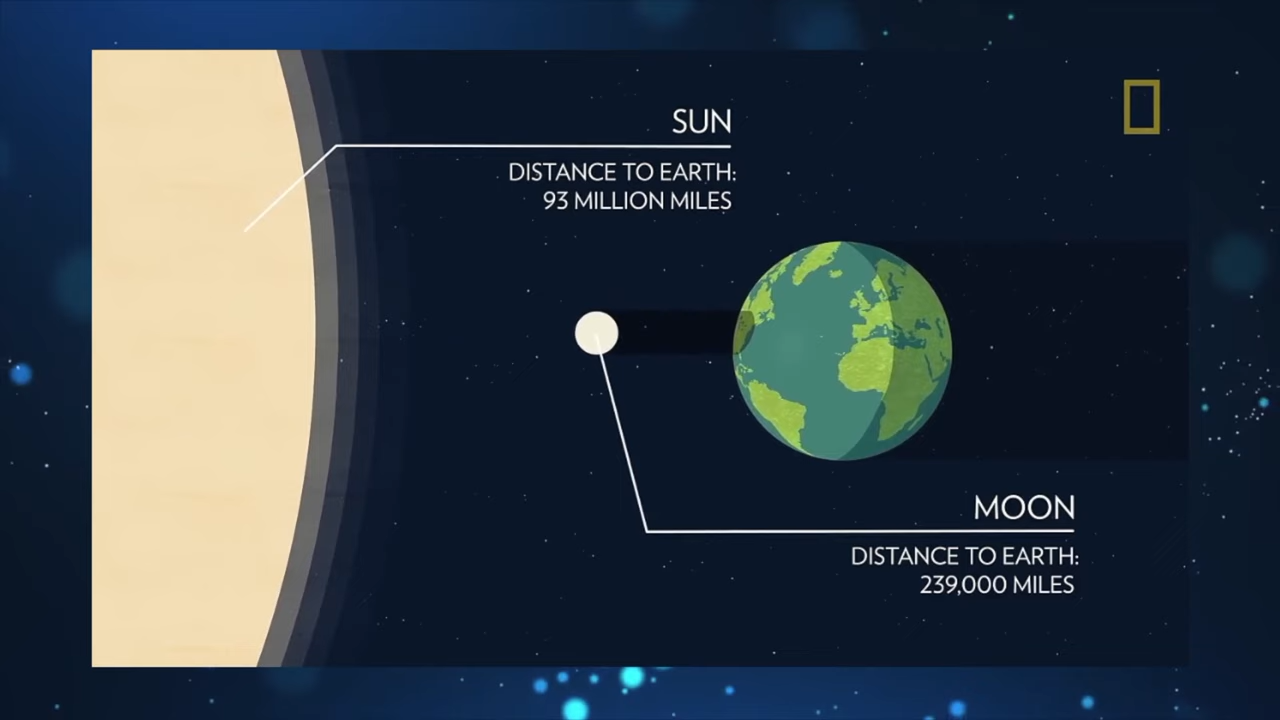 SUN
DISTANCE TO EARTH:
93 MILLION MILES
MOON
DISTANCE TO EARTH:
239,000 MILES